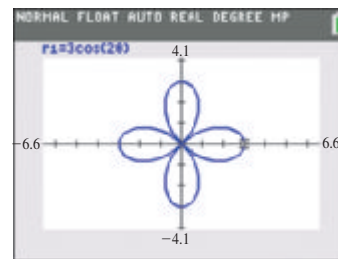 NORMAL FLOAT AUTO REAL DEGREE MP
r1=3cos(2θ)
4.1
−6.6
6.6
−4.1